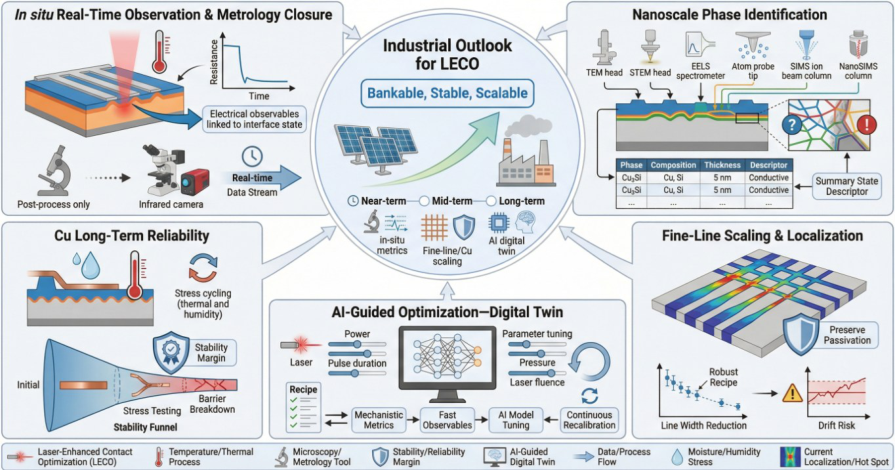 In situ Real-Time Observation & Metrology Closure
Resistance
Time
Electrical observables
linked to interface state
Real-time
Data Stream
Post-process only
Infrared camera
Industrial Outlook
for LECO
Bankable, Stable, Scalable
Near-term
Mid-term
Long-term
in-situ
metrics
Fine-line/Cu
scaling
AI digital
twin
Nanoscale Phase Identification
TEM head
STEM head
EELS
spectrometer
Atom probe
tip
SIMS ion
beam column
NanoSIMS
column
?
!
Phase Composition Thickness Descriptor
Cu₃Si Cu, Si 5 nm Conductive
Cu₃Si Cu, Si 5 nm Conductive
... ... ... ...
Summary State
Descriptor
Cu Long-Term Reliability
Stress cycling
(thermal and
humidity)
Stability
Margin
Initial
Stress Testing
Barrier
Breakdown
Stability Funnel
AI-Guided Optimization—Digital Twin
Laser
Power
Pulse duration
Parameter tuning
Pressure
Laser fluence
Recipe
Mechanistic
Metrics
Fast
Observables
AI Model
Tuning
Continuous
Recalibration
Fine-Line Scaling & Localization
Preserve
Passivation
Robust
Recipe
Line Width Reduction
!
Drift Risk
Laser-Enhanced Contact
Optimization (LECO)
Temperature/Thermal
Process
Microscopy/
Metrology Tool
Stability/Reliability
Margin
AI-Guided
Digital Twin
Data/Process
Flow
Moisture/Humidity
Stress
Current
Localization/Hot Spot